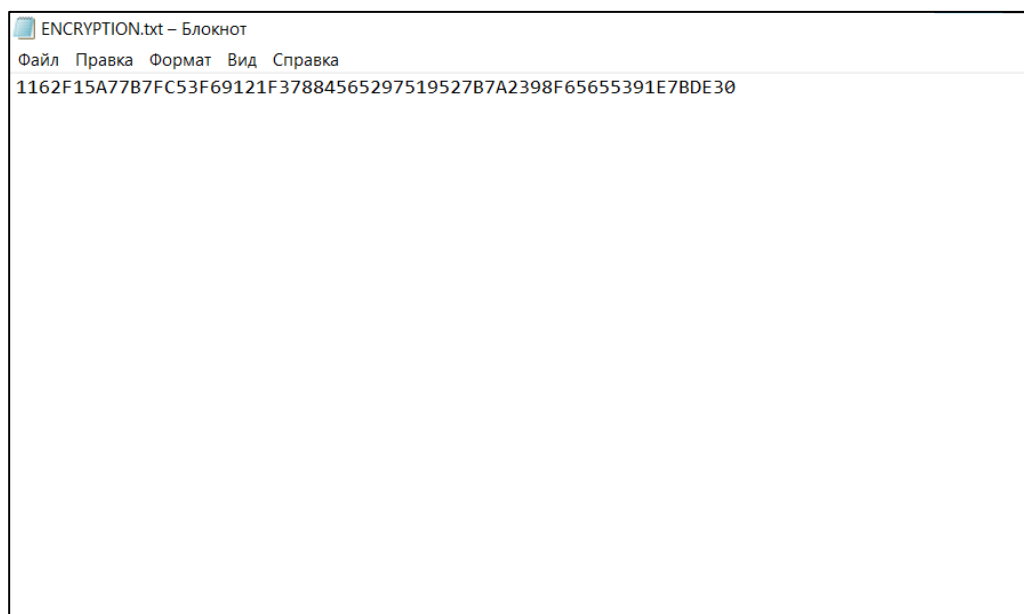 ENCRYPTION.txt – Блокнот
Файл Правка Формат Вид Справка
1162F15A77B7FC53F69121F37884565297519527B7A2398F65655391E7BDE30